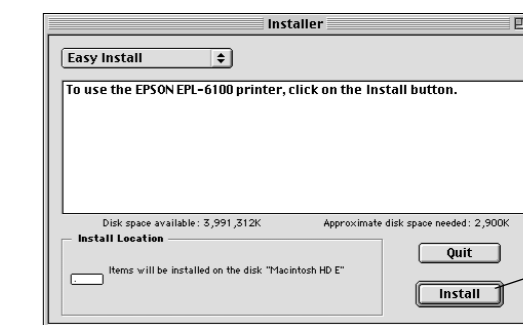 Installer
Easy Install
To use the EPSON EPL-6100 printer, click on the Install button.
Disk space available: 3,991,312K Approximate disk space needed: 2,900K
Install Location
Items will be installed on the disk "Macintosh HD E"
Quit
Install